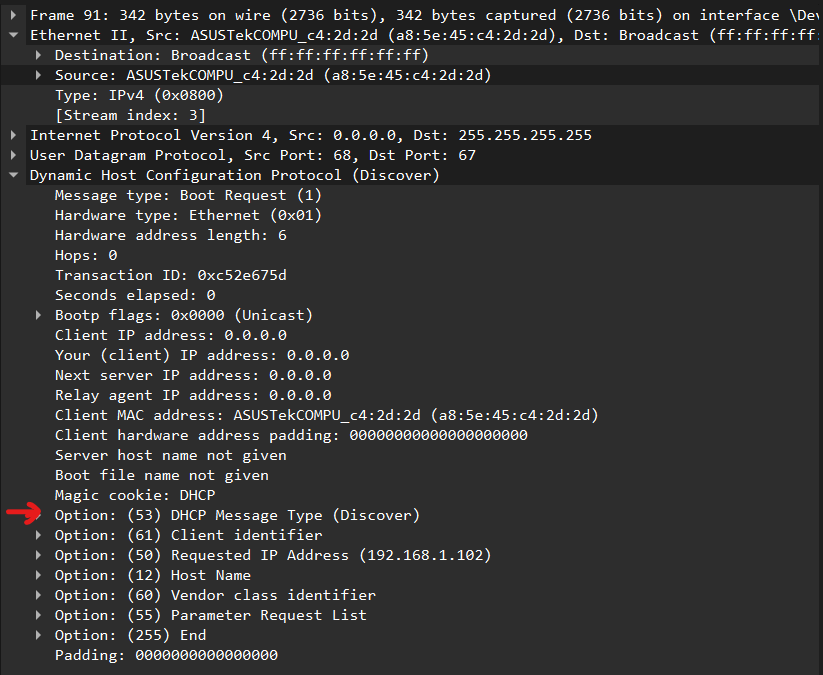 Frame 91: 342 bytes on wire (2736 bits), 342 bytes captured (2736 bits) on interface \Dev
Ethernet II, Src: ASUSTekCOMPU_c4:2d:2d (a8:5e:45:c4:2d:2d), Dst: Broadcast (ff:ff:ff:ff:
Destination: Broadcast (ff:ff:ff:ff:ff:ff)
Source: ASUSTekCOMPU_c4:2d:2d (a8:5e:45:c4:2d:2d)
Type: IPv4 (0x0800)
[Stream index: 3]
Internet Protocol Version 4, Src: 0.0.0.0, Dst: 255.255.255.255
User Datagram Protocol, Src Port: 68, Dst Port: 67
Dynamic Host Configuration Protocol (Discover)
Message type: Boot Request (1)
Hardware type: Ethernet (0x01)
Hardware address length: 6
Hops: 0
Transaction ID: 0xc52e675d
Seconds elapsed: 0
Bootp flags: 0x0000 (Unicast)
Client IP address: 0.0.0.0
Your (client) IP address: 0.0.0.0
Next server IP address: 0.0.0.0
Relay agent IP address: 0.0.0.0
Client MAC address: ASUSTekCOMPU_c4:2d:2d (a8:5e:45:c4:2d:2d)
Client hardware address padding: 00000000000000000000
Server host name not given
Boot file name not given
Magic cookie: DHCP
Option: (53) DHCP Message Type (Discover)
Option: (61) Client identifier
Option: (50) Requested IP Address (192.168.1.102)
Option: (12) Host Name
Option: (60) Vendor class identifier
Option: (55) Parameter Request List
Option: (255) End
Padding: 0000000000000000